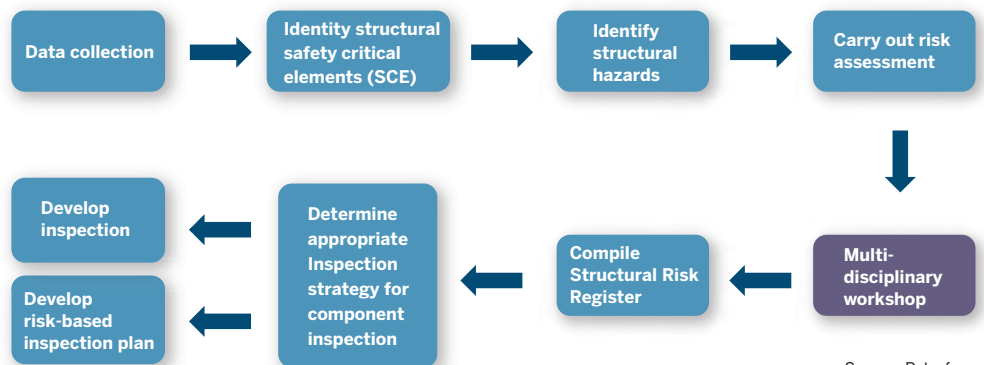 Data collection
Identity structural
safety critical
elements (SCE)
Identify
structural
hazards
Carry out risk
assessment
Multi-
disciplinary
workshop
Compile
Structural Risk
Register
Determine
appropriate
Inspection
strategy for
component
inspection
Develop
inspection
Develop
risk-based
inspection plan